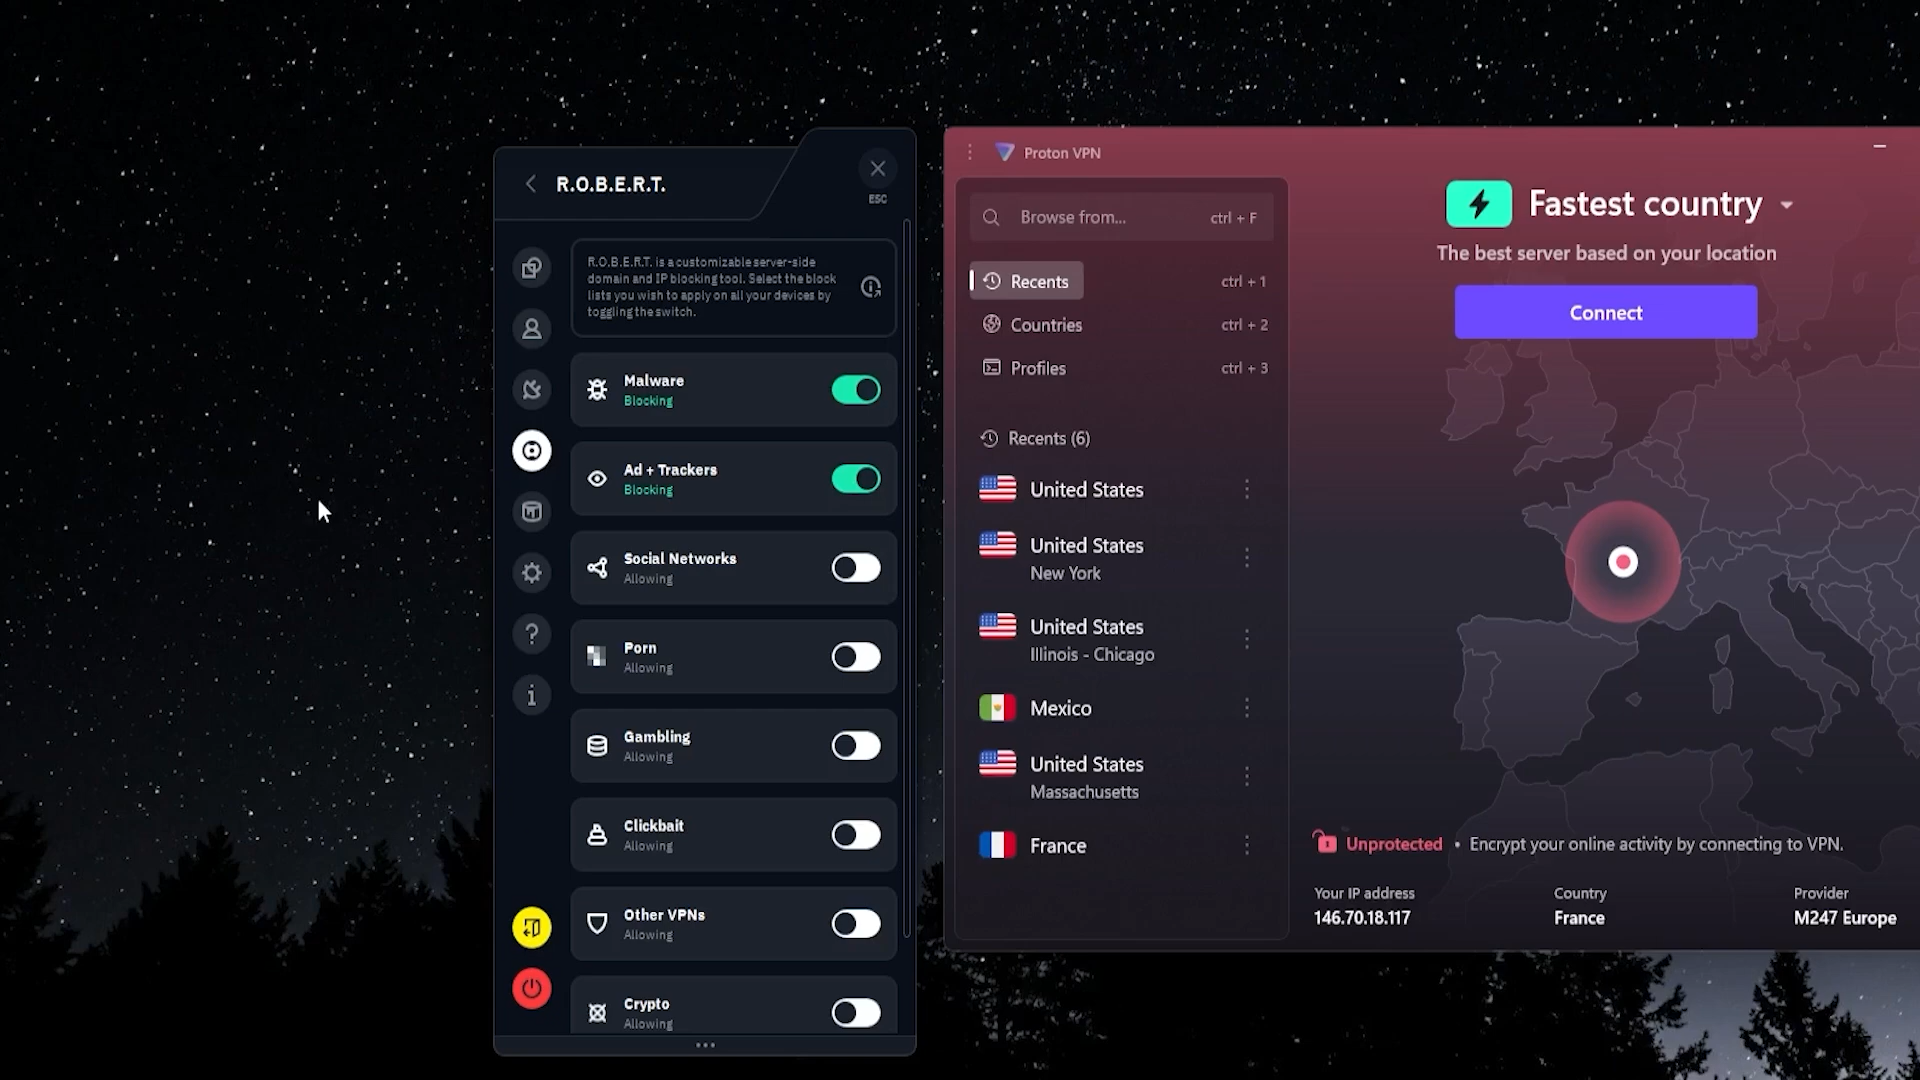 R.O.B.E.R.T.
ESC
R.O.B.E.R.T. is a customizable server-side
domain and IP blocking tool. Select the block
lists you wish to apply on all your devices by
toggling the switch.
Malware
Blocking
Ad + Trackers
Blocking
Social Networks
Allowing
Porn
Allowing
Gambling
Allowing
Clickbait
Allowing
Other VPNs
Allowing
Crypto
Allowing
Proton VPN
Browse from... ctrl + F
Recents ctrl + 1
Countries ctrl + 2
Profiles ctrl + 3
Recents (6)
United States
United States
New York
United States
Illinois - Chicago
Mexico
United States
Massachusetts
France
Fastest country
The best server based on your location
Connect
Unprotected • Encrypt your online activity by connecting to VPN.
Your IP address Country Provider
146.70.18.117 France M247 Europe